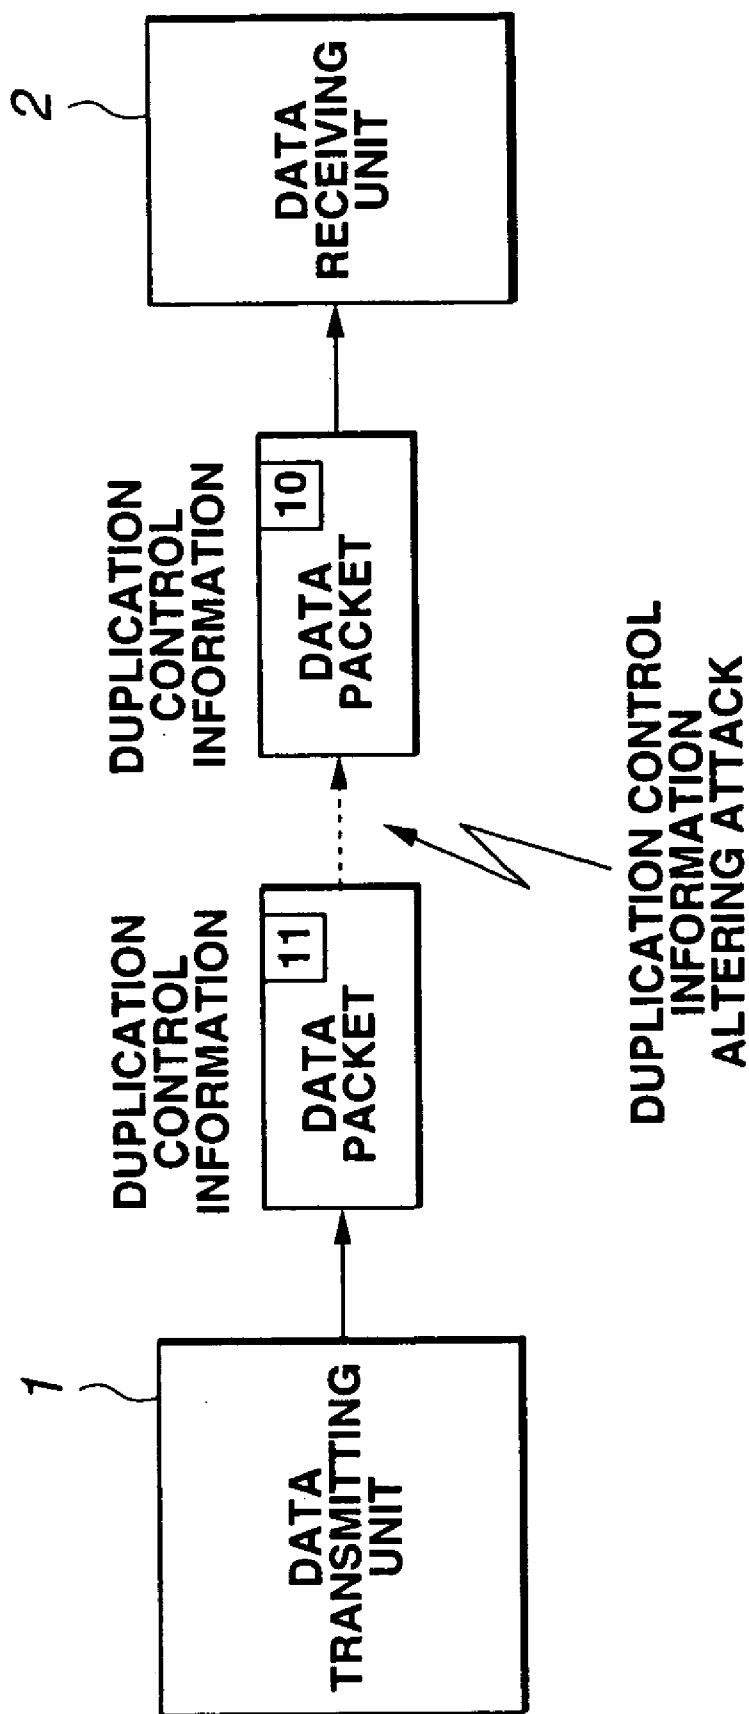 1
DATA
TRANSMITTING
UNIT
DUPLICATION
CONTROL
INFORMATION
11
DATA
PACKET
DUPLICATION CONTROL
INFORMATION
ALTERING ATTACK
DUPLICATION
CONTROL
INFORMATION
10
DATA
PACKET
2
DATA
RECEIVING
UNIT